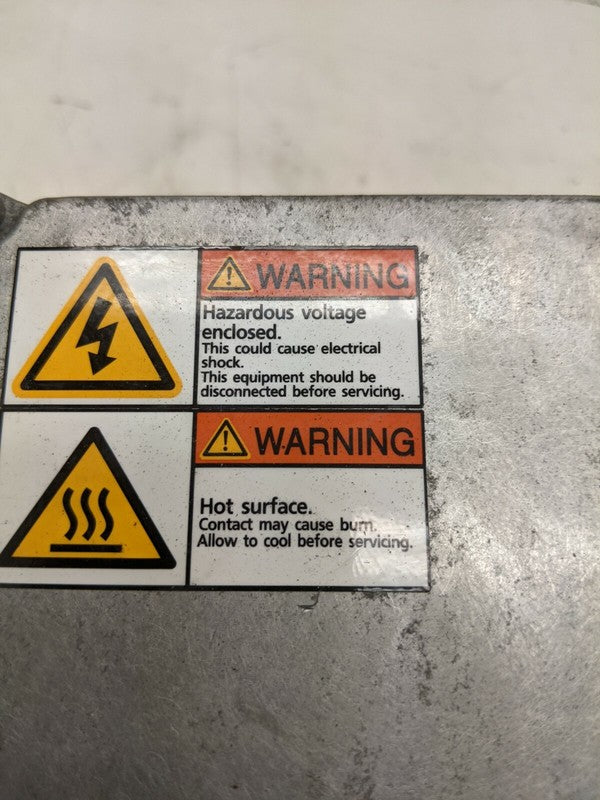 WARNING
Hazardous voltage
enclosed.
This could cause electrical
shock.
This equipment should be
disconnected before servicing.
WARNING
Hot surface.
Contact may cause burn.
Allow to cool before servicing.